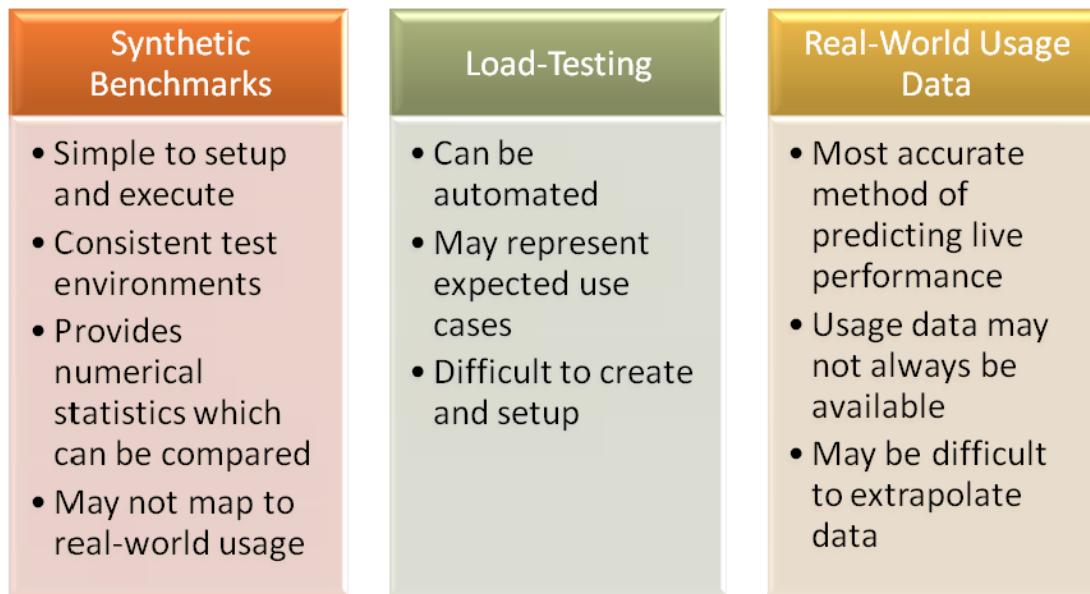 Synthetic
Benchmarks
• Simple to setup
and execute
• Consistent test
environments
• Provides
numerical
statistics which
can be compared
• May not map to
real-world usage
Load-Testing
• Can be
automated
• May represent
expected use
cases
• Difficult to create
and setup
Real-World Usage
Data
• Most accurate
method of
predicting live
performance
• Usage data may
not always be
available
• May be difficult
to extrapolate
data